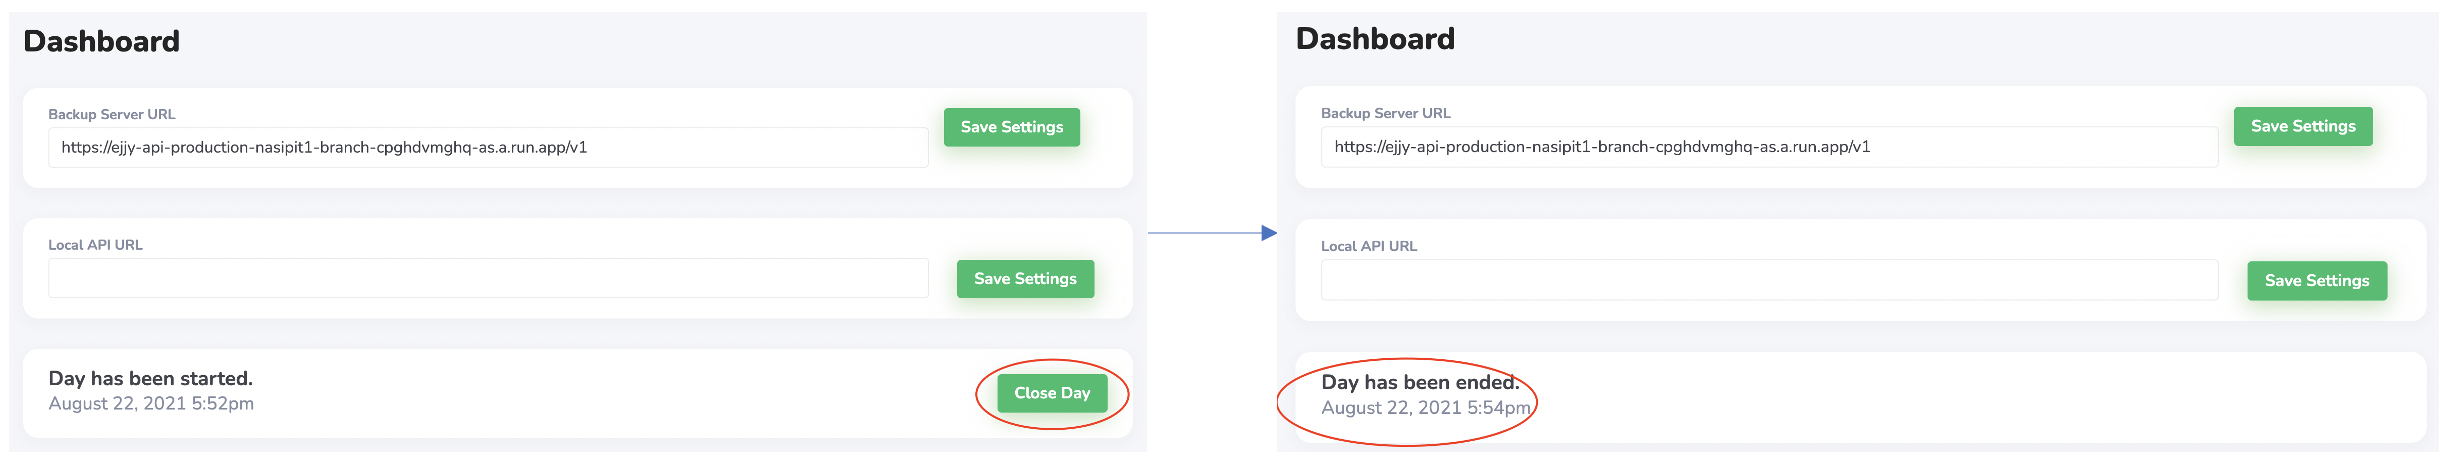 Dashboard
Backup Server URL
Save Settings
https://ejjy-api-production-nasipit1-branch-cpghdvmghq-as.a.run.app/v1
Local API URL
Save Settings
Day has been started.
August 22, 2021 5:52pm
Close Day
Dashboard
Backup Server URL
Save Settings
https://ejjy-api-production-nasipit1-branch-cpghdvmghq-as.a.run.app/v1
Local API URL
Save Settings
Day has been ended.
August 22, 2021 5:54pm